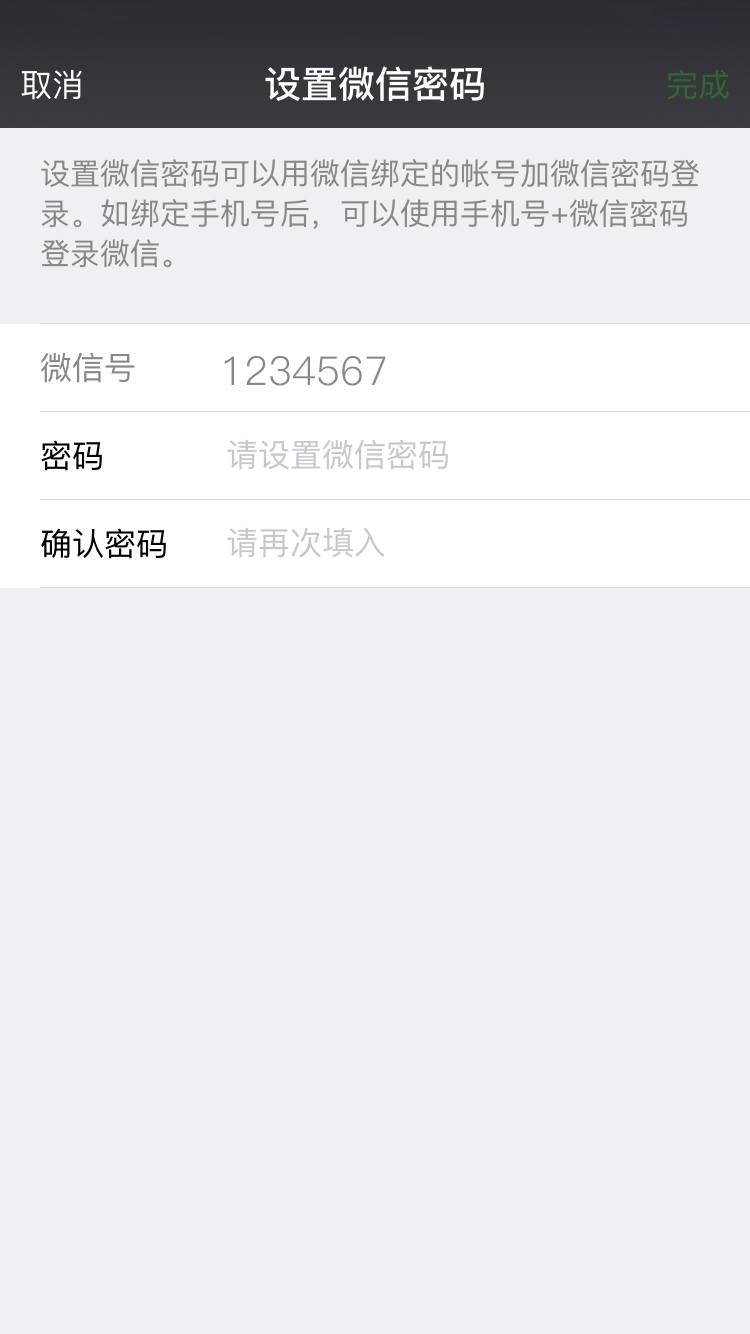 取消 设置微信密码 完成
设置微信密码可以用微信绑定的帐号加微信密码登
录。如绑定手机号后，可以使用手机号+微信密码
登录微信。
微信号 1234567
密码 请设置微信密码
确认密码 请再次填入